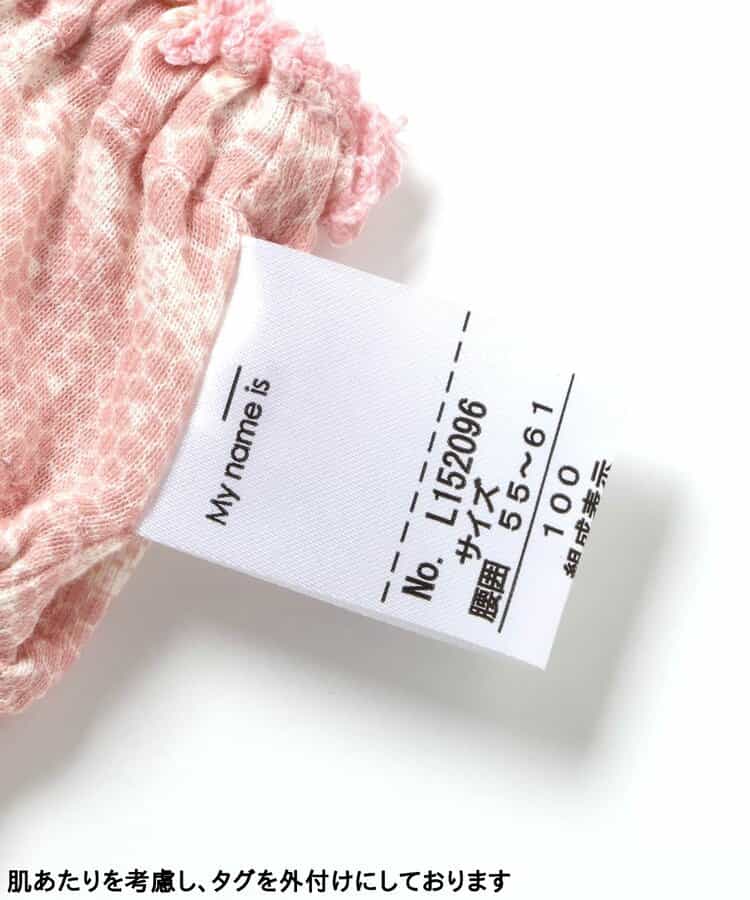 My name is
No. L152096
サイズ
腰囲 55〜61
100
組成表示
肌あたりを考慮し、タグを外付けにしております